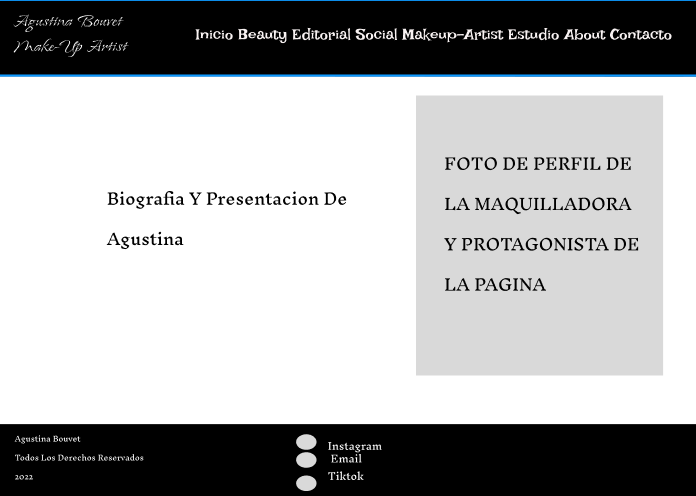 Agustina Bouvet
Make-Up Artist
Inicio Beauty Editorial Social Makeup-Artist Estudio About Contacto
Biografia Y Presentacion De
Agustina
FOTO DE PERFIL DE
LA MAQUILLADORA
Y PROTAGONISTA DE
LA PAGINA
Agustina Bouvet
Todos Los Derechos Reservados
2022
Instagram
Email
Tiktok